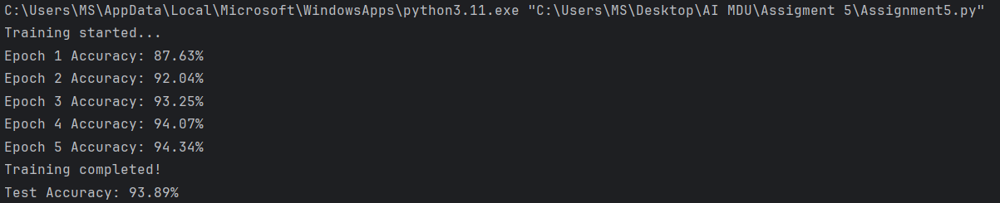 C:\Users\MS\AppData\Local\Microsoft\WindowsApps\python3.11.exe "C:\Users\MS\Desktop\AI MDU\Assigment 5\Assignment5.py"
Training started...
Epoch 1 Accuracy: 87.63%
Epoch 2 Accuracy: 92.04%
Epoch 3 Accuracy: 93.25%
Epoch 4 Accuracy: 94.07%
Epoch 5 Accuracy: 94.34%
Training completed!
Test Accuracy: 93.89%